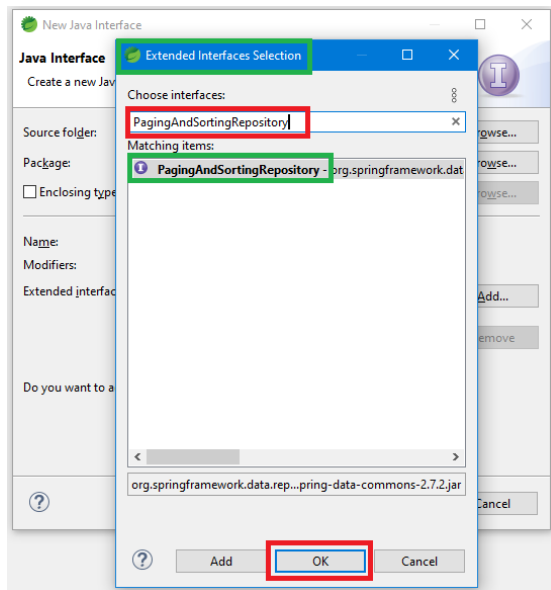 New Java Interface
Java Interface
Create a new Jav
Source folder:
Package:
Enclosing type
Name:
Modifiers:
Extended interfac
Do you want to a
Extended Interfaces Selection
Choose interfaces:
PagingAndSortingRepository
Matching items:
PagingAndSortingRepository - org.springframework.dat
org.springframework.data.rep...pring-data-commons-2.7.2.jar
Add
OK
Cancel
rowse...
rowse...
rowse...
Add...
emove
Cancel